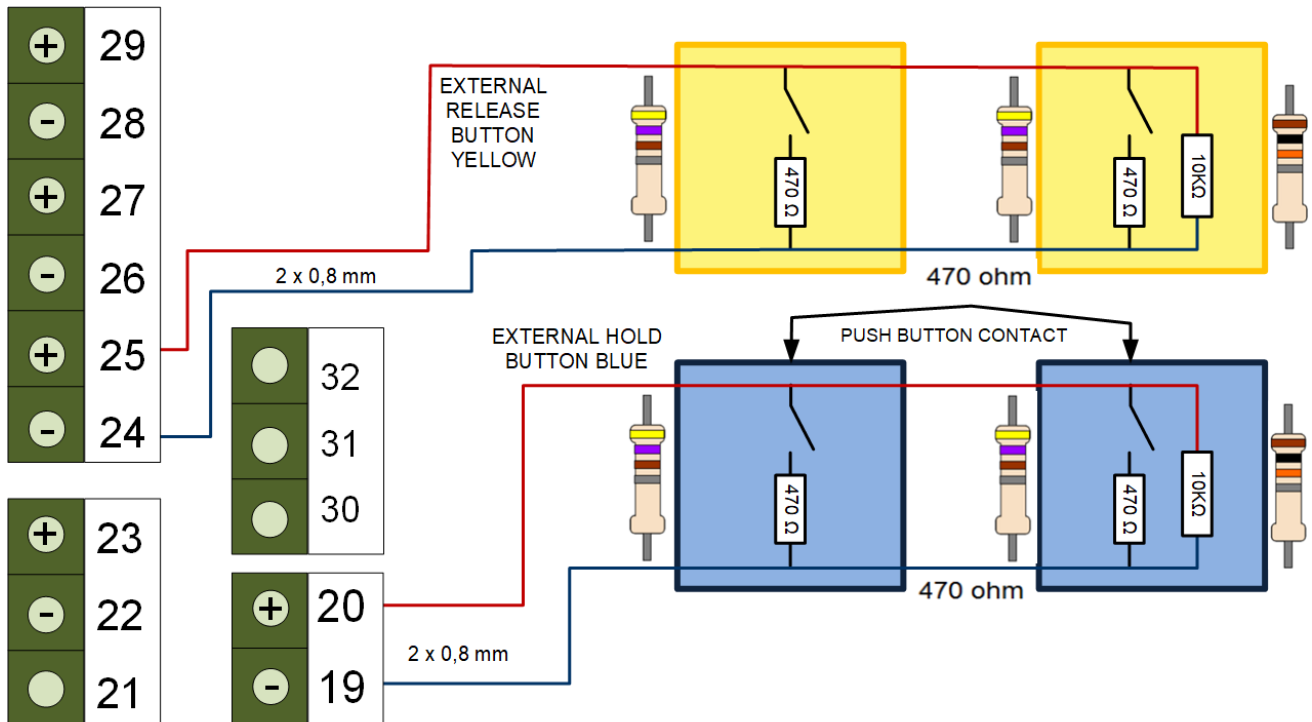 + 29
- 28
+ 27
- 26
+ 25
- 24
+ 23
- 22
21
32
31
30
+ 20
- 19
EXTERNAL
RELEASE
BUTTON
YELLOW
2 x 0,8 mm
470 Ω
470 Ω
10KΩ
470 ohm
EXTERNAL HOLD
BUTTON BLUE
PUSH BUTTON CONTACT
470 Ω
470 Ω
10KΩ
470 ohm
2 x 0,8 mm